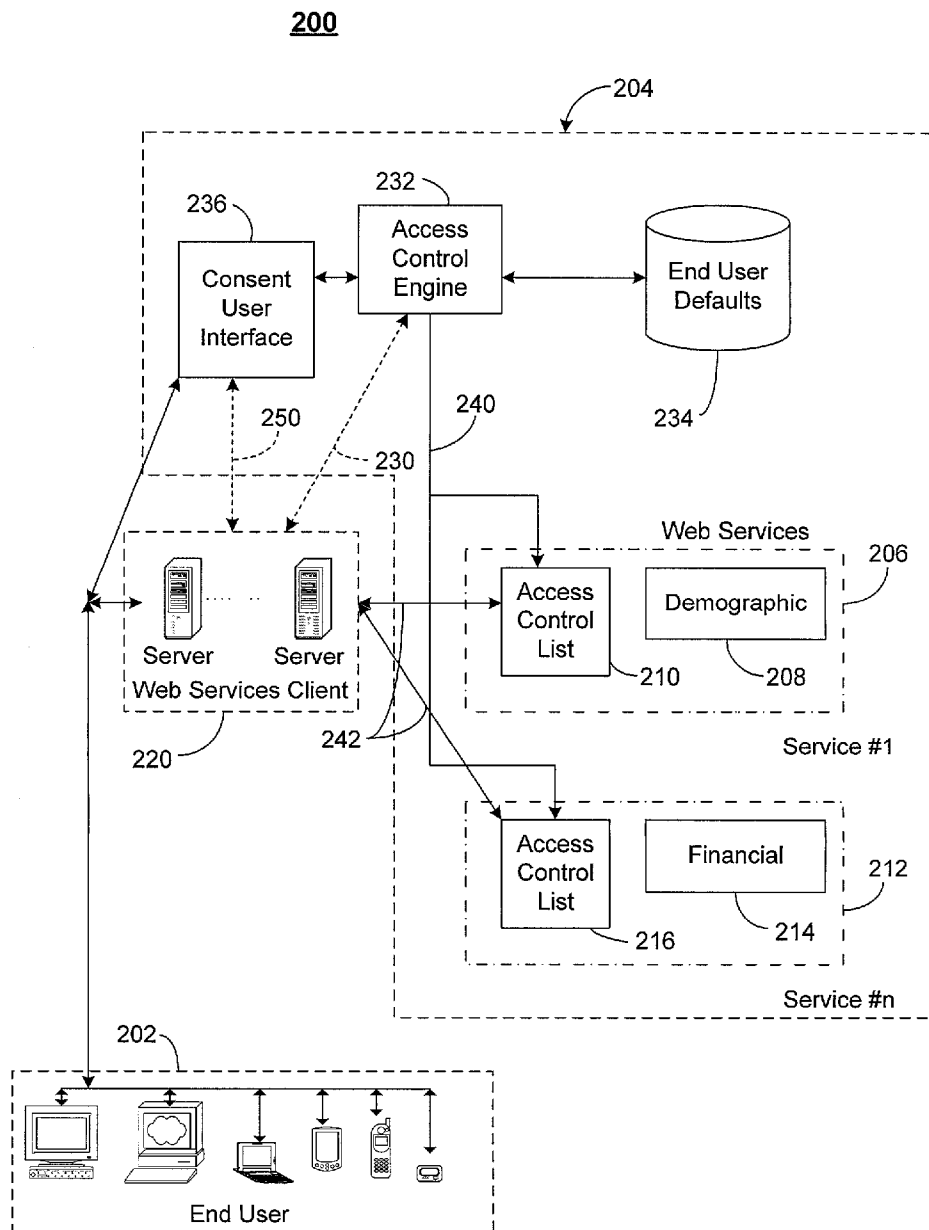 200
204
232
236
Access
Control
Engine
Consent
User
Interface
End User
Defaults
250
230
240
234
Web Services
206
Access
Control
List
Demographic
Server
Server
210
208
Web Services Client
242
220
Service #1
Access
Control
List
Financial
212
216
214
Service #n
202
End User